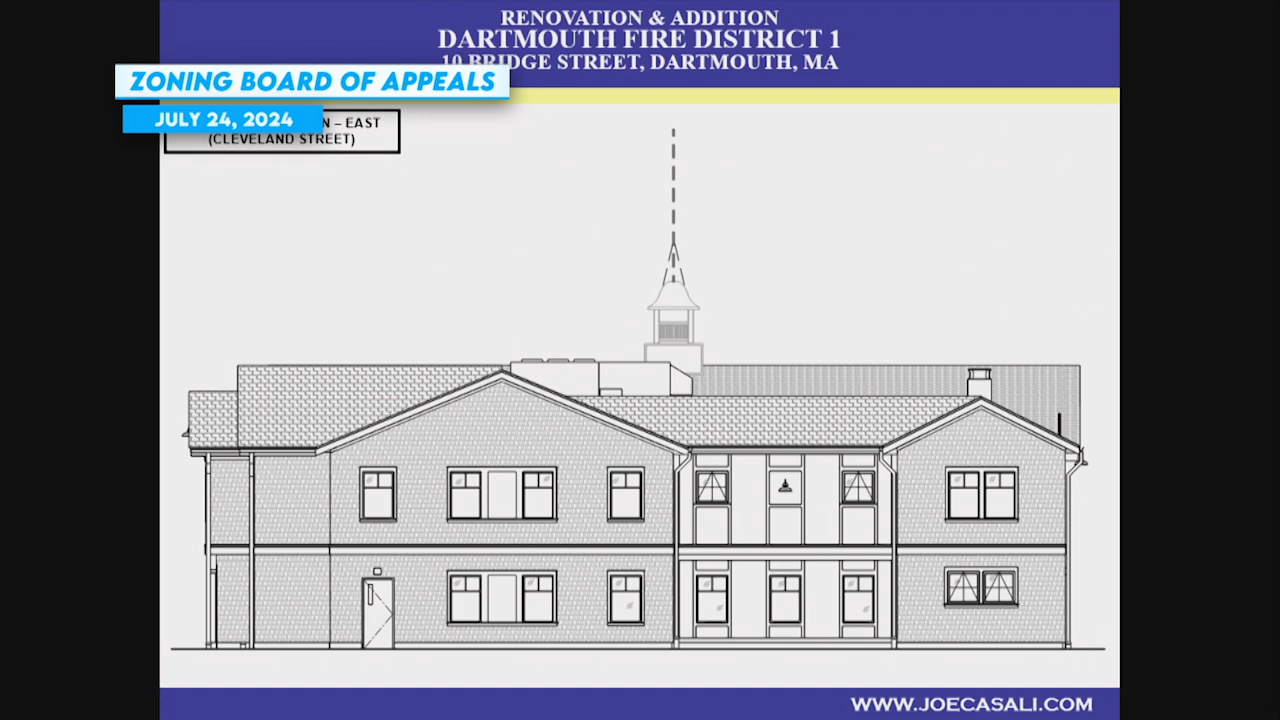 RENOVATION & ADDITION
DARTMOUTH FIRE DISTRICT 1
10 BRIDGE STREET, DARTMOUTH, MA
ZONING BOARD OF APPEALS
JULY 24, 2024
– EAST
(CLEVELAND STREET)
WWW.JOECASALI.COM